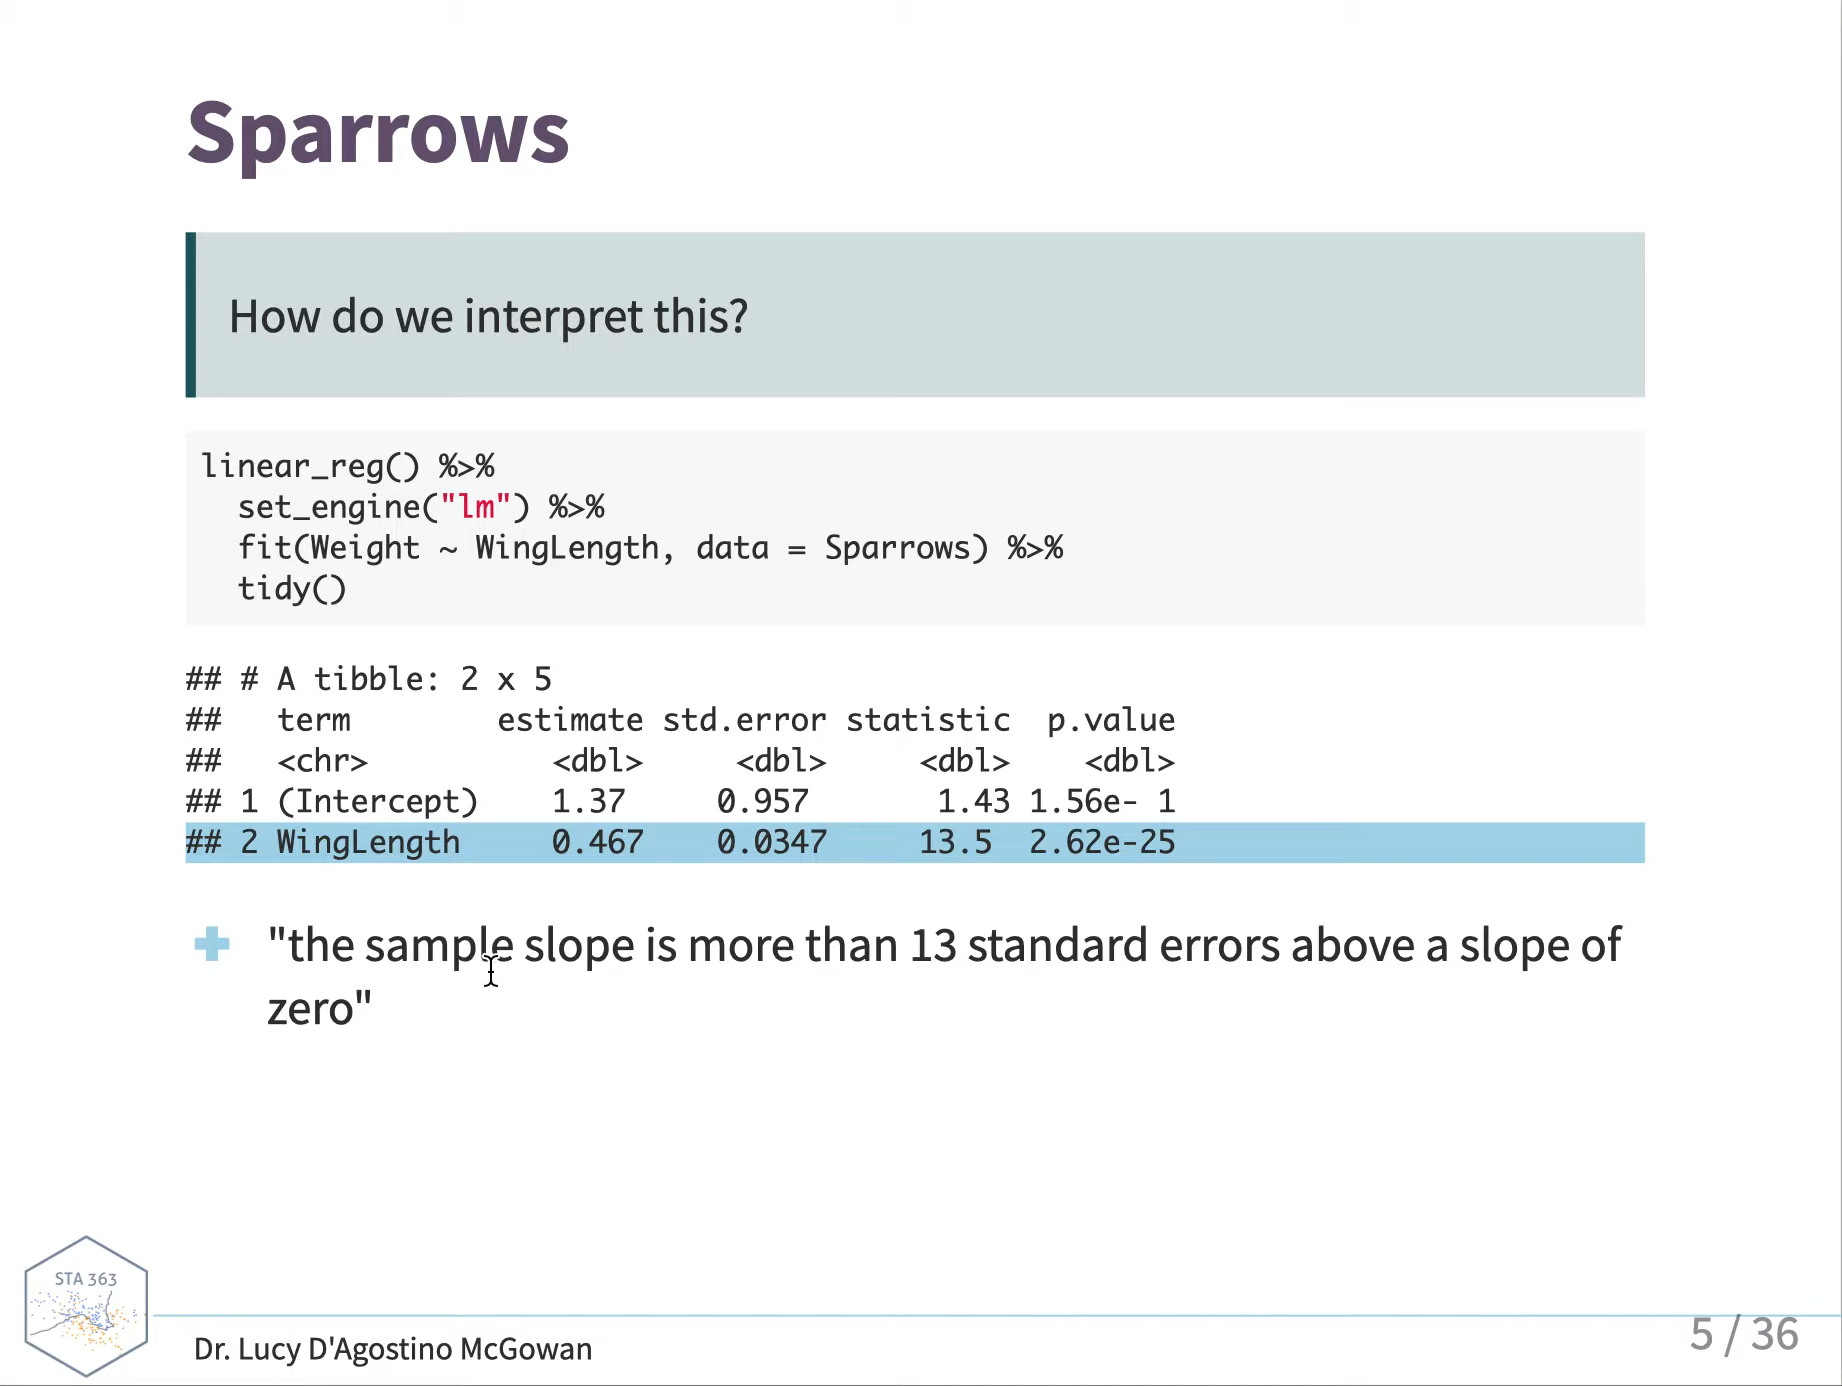 Sparrows
How do we interpret this?
linear_reg() %>%
  set_engine("lm") %>%
  fit(Weight ~ WingLength, data = Sparrows) %>%
  tidy()
## # A tibble: 2 x 5
##   term        estimate std.error statistic  p.value
##   <chr>          <dbl>     <dbl>     <dbl>    <dbl>
## 1 (Intercept)    1.37     0.957       1.43 1.56e- 1
## 2 WingLength     0.467    0.0347     13.5  2.62e-25
"the sample slope is more than 13 standard errors above a slope of
zero"
STA 363
Dr. Lucy D'Agostino McGowan
5 / 36